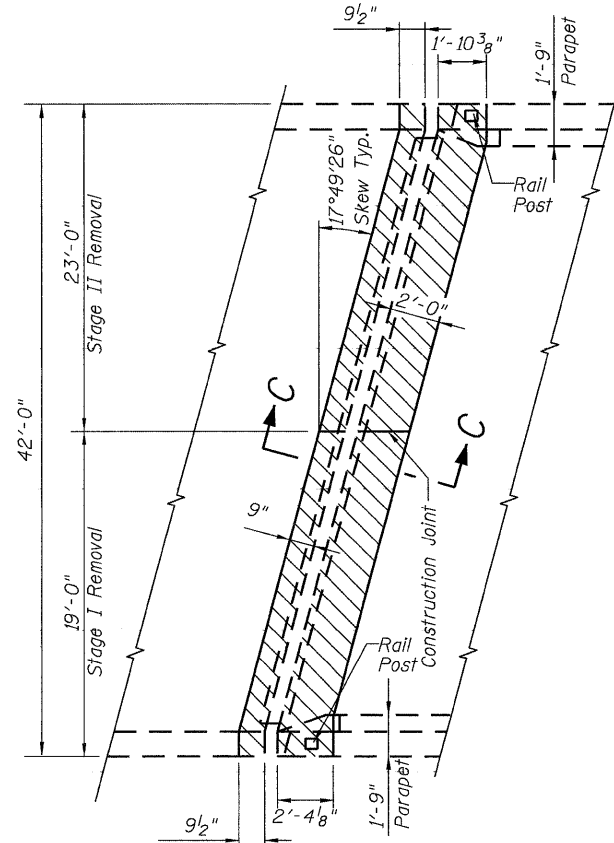 9½"
1'-10⅜"
1'-9"
Parapet
17°49'26"
Skew Typ.
Rail
Post
23'-0"
Stage II Removal
2'-0"
42'-0"
C
C
19'-0"
Stage I Removal
9"
Construction Joint
Rail
Post
9½"
2'-4⅛"
1'-9"
Parapet